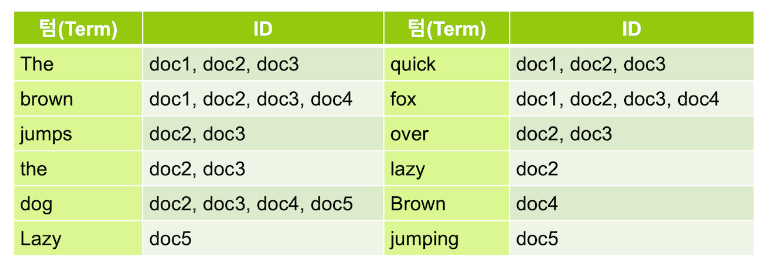 텀(Term) ID 텀(Term) ID
The doc1, doc2, doc3 quick doc1, doc2, doc3
brown doc1, doc2, doc3, doc4 fox doc1, doc2, doc3, doc4
jumps doc2, doc3 over doc2, doc3
the doc2, doc3 lazy doc2
dog doc2, doc3, doc4, doc5 Brown doc4
Lazy doc5 jumping doc5